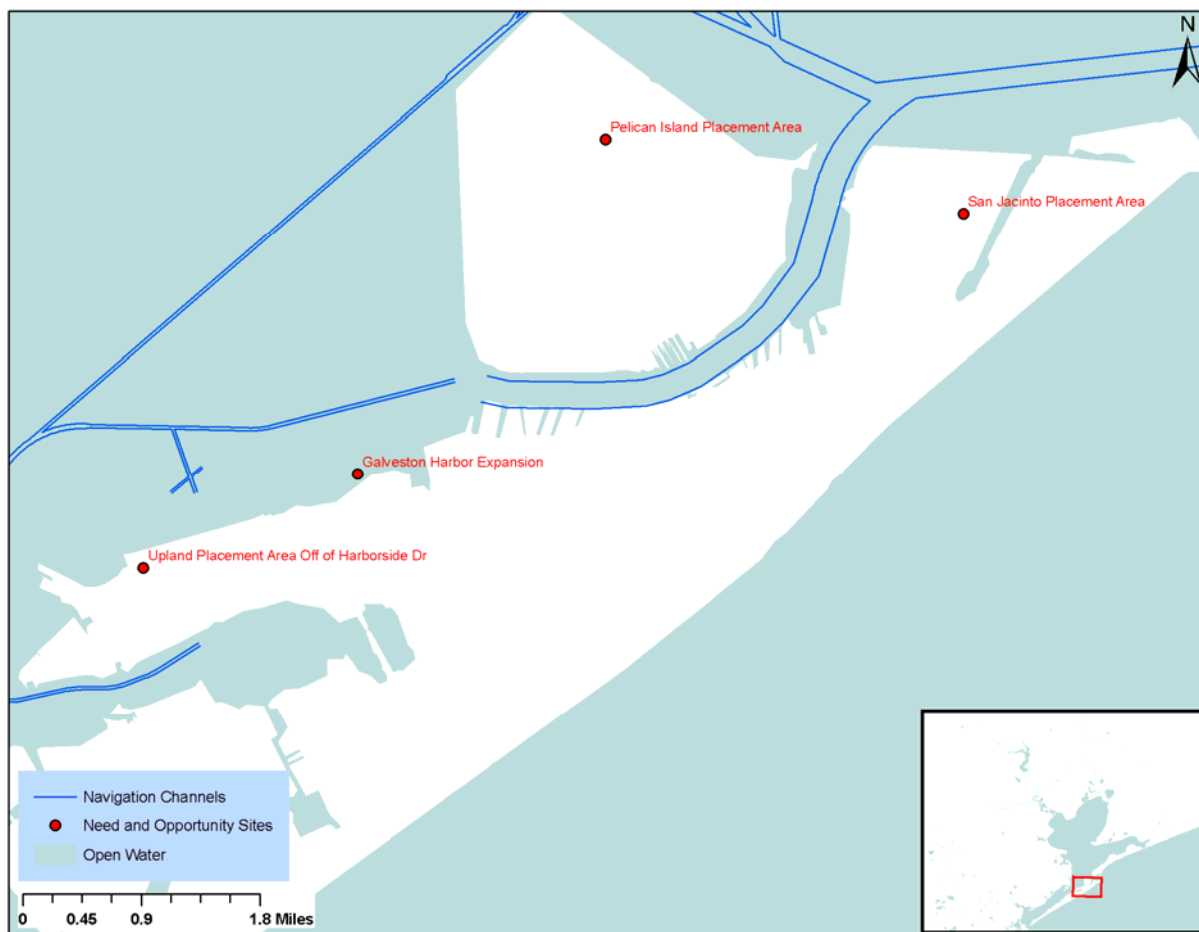 N
Pelican Island Placement Area
San Jacinto Placement Area
Galveston Harbor Expansion
Upland Placement Area Off of Harborside Dr
Navigation Channels
Need and Opportunity Sites
Open Water
0 0.45 0.9 1.8 Miles